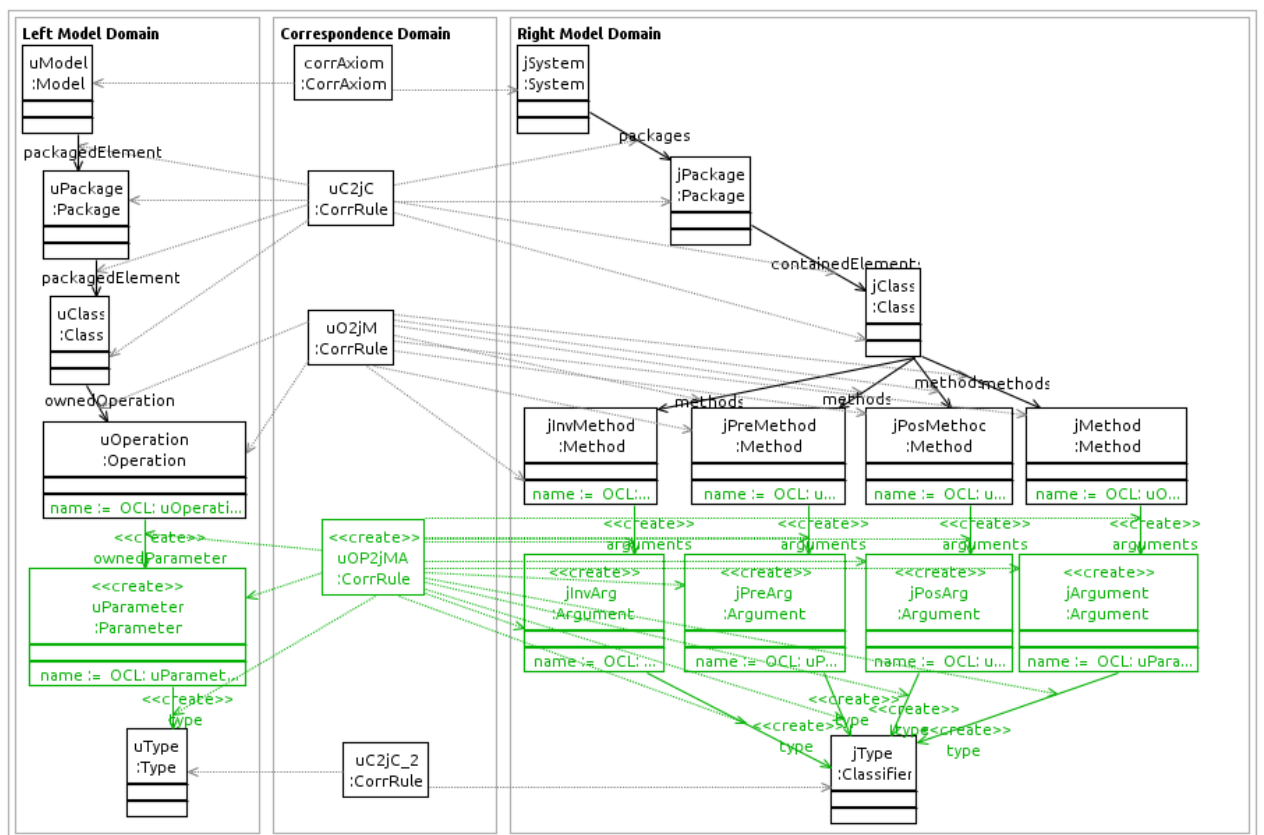 Left Model Domain
Correspondence Domain
Right Model Domain
uModel
:Model
corrAxiom
:CorrAxiom
jSystem
:System
packagedElement
packages
uPackage
:Package
uC2jC
:CorrRule
jPackage
:Package
packagedElement
containedElement
uClass
:Class
jClass
:Class
uO2jM
:CorrRule
ownedOperation
methods
methods
methods
methods
uOperation
:Operation
name := OCL: uOperati...
jInvMethod
:Method
name := OCL:...
jPreMethod
:Method
name := OCL: u...
jPosMethoc
:Method
name := OCL: u...
jMethod
:Method
name := OCL: uO...
<<create>>
ownedParameter
<<create>>
uOP2jMA
:CorrRule
<<create>>
arguments
<<create>>
arguments
<<create>>
arguments
<<create>>
arguments
<<create>>
uParameter
:Parameter
name := OCL: uParamet...
<<create>>
jInvArg
:Argument
name := OCL: ...
<<create>>
jPreArg
:Argument
name := OCL: uP...
<<create>>
jPosArg
:Argument
name := OCL: u...
<<create>>
jArgument
:Argument
name := OCL: uPara...
<<create>>
type
<<create>>
type
<<create>>
type
<<create>>
type
<<create>>
type
uType
:Type
uC2jC_2
:CorrRule
jType
:Classifier